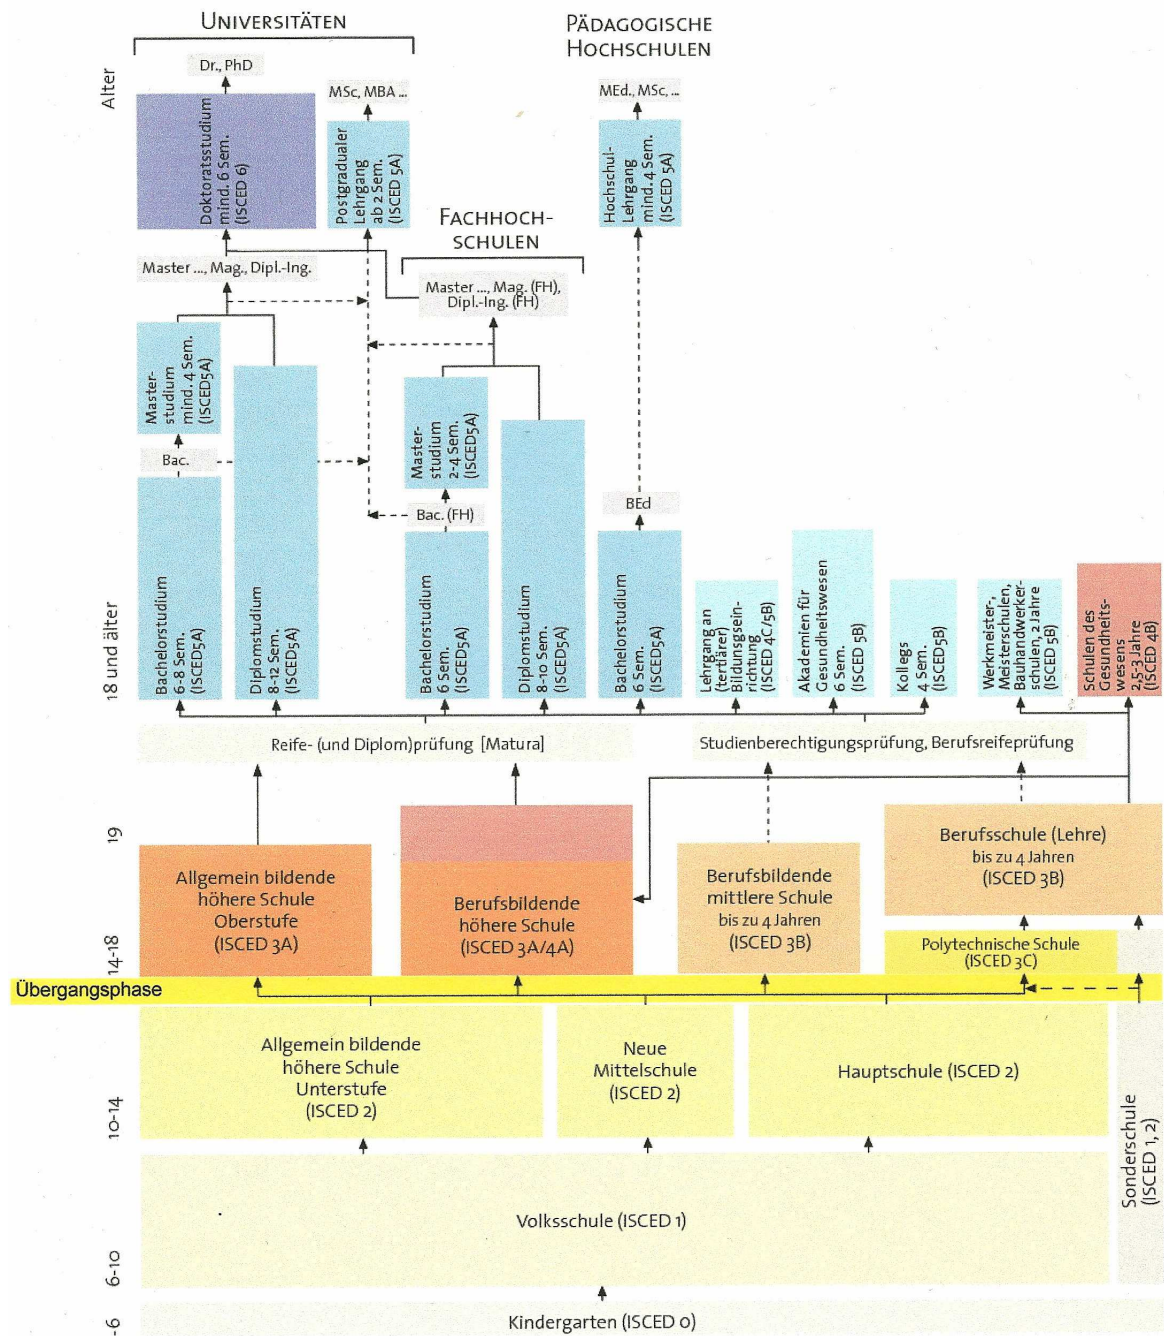 UNIVERSITÄTEN
PÄDAGOGISCHE
HOCHSCHULEN
Alter
Dr., PhD
MSc, MBA ...
MEd., MSc, ...
Doktoratsstudium
mind. 6 Sem.
(ISCED 6)
Postgradualer
Lehrgang
ab 2 Sem.
(ISCED 5A)
Hochschul-
Lehrgang
mind. 4 Sem.
(ISCED 5A)
FACHHOCH-
SCHULEN
Master ..., Mag., Dipl.-Ing.
Master ..., Mag. (FH),
Dipl.-Ing. (FH)
Master-
studium
mind. 4 Sem.
(ISCED5A)
Master-
studium
2-4 Sem.
(ISCED5A)
Bac.
Bac. (FH)
BEd
18 und älter
Bachelorstudium
6-8 Sem.
(ISCED5A)
Diplomstudium
8-12 Sem.
(ISCED5A)
Bachelorstudium
6 Sem.
(ISCED5A)
Diplomstudium
8-10 Sem.
(ISCED5A)
Bachelorstudium
6 Sem.
(ISCED5A)
Lehrgang an
(tertiärer)
Bildungsein-
richtung
(ISCED 4C/5B)
Akademien für
Gesundheitswesen
6 Sem.
(ISCED 5B)
Kollegs
4 Sem.
(ISCED5B)
Werkmeister-,
Meisterschulen,
Bauhandwerker-
schulen, 2 Jahre
(ISCED 5B)
Schulen des
Gesundheits-
wesens
2,5-3 Jahre
(ISCED 4B)
Reife- (und Diplom)prüfung [Matura]
Studienberechtigungsprüfung, Berufsreifeprüfung
19
14-18
Allgemein bildende
höhere Schule
Oberstufe
(ISCED 3A)
Berufsbildende
höhere Schule
(ISCED 3A/4A)
Berufsbildende
mittlere Schule
bis zu 4 Jahren
(ISCED 3B)
Berufsschule (Lehre)
bis zu 4 Jahren
(ISCED 3B)
Polytechnische Schule
(ISCED 3C)
Übergangsphase
10-14
Allgemein bildende
höhere Schule
Unterstufe
(ISCED 2)
Neue
Mittelschule
(ISCED 2)
Hauptschule (ISCED 2)
Sonderschule
(ISCED 1, 2)
6-10
Volksschule (ISCED 1)
-6
Kindergarten (ISCED 0)